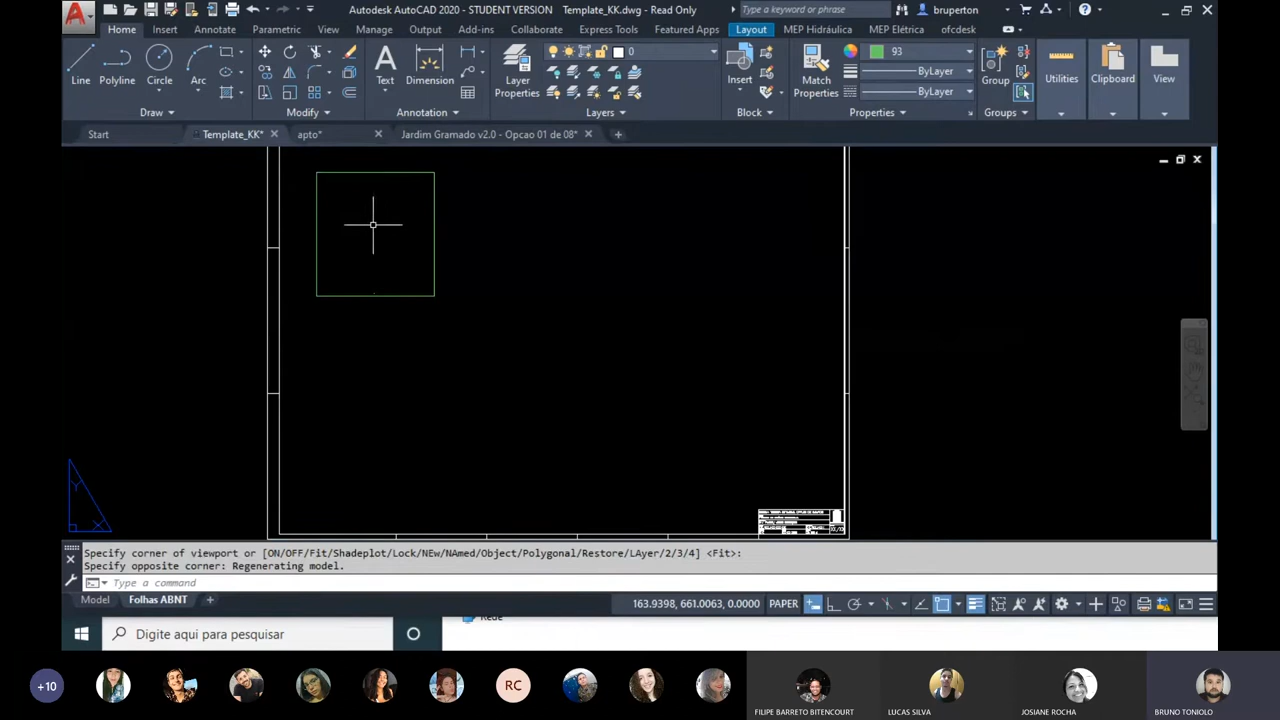 Autodesk AutoCAD 2020 - STUDENT VERSION Template_KK.dwg - Read Only
Type a keyword or phrase
bruperton
Home Insert Annotate Parametric View Manage Output Add-ins Collaborate Express Tools Featured Apps Layout MEP Hidráulica MEP Elétrica ofcdesk
A
Line Polyline Circle Arc
Text Dimension
Layer Properties
0
Insert
Match Properties
93
ByLayer
ByLayer
Group
Utilities Clipboard View
Draw Modify Annotation Layers Block Properties Groups
Start Template_KK* apto* Jardim Gramado v2.0 - Opcao 01 de 08*
Y
X
Specify corner of viewport or [ON/OFF/Fit/Shadeplot/Lock/NEw/NAmed/Object/Polygonal/Restore/LAyer/2/3/4] <Fit>:
Specify opposite corner: Regenerating model.
Type a command
Model Folhas ABNT
163.9398, 661.0063, 0.0000 PAPER
Rede
Digite aqui para pesquisar
+10
RC
FILIPE BARRETO BITENCOURT
LUCAS SILVA
JOSIANE ROCHA
BRUNO TONIOLO